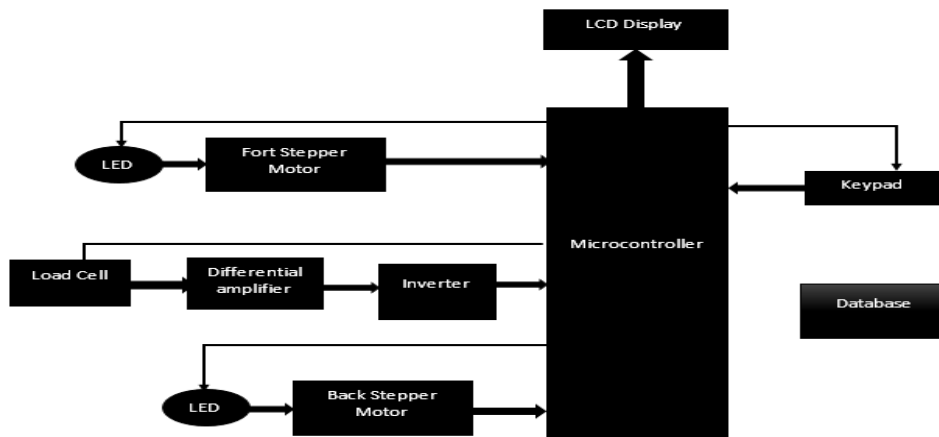 LCD Display
LED
Fort Stepper
Motor
Keypad
Microcontroller
Load Cell
Differential
amplifier
Inverter
Database
LED
Back Stepper
Motor